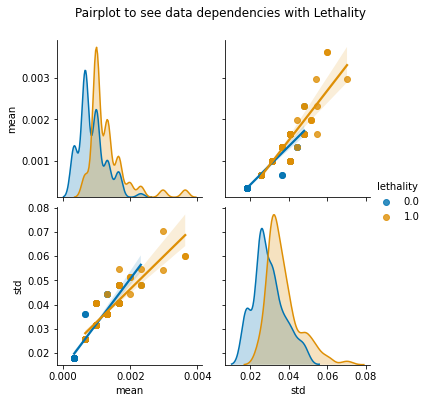 Pairplot to see data dependencies with Lethality
0.003
0.002
0.001
mean
lethality
0.0
1.0
0.08
0.07
0.06
0.05
0.04
0.03
0.02
std
0.000 0.002 0.004
mean
0.02 0.04 0.06 0.08
std